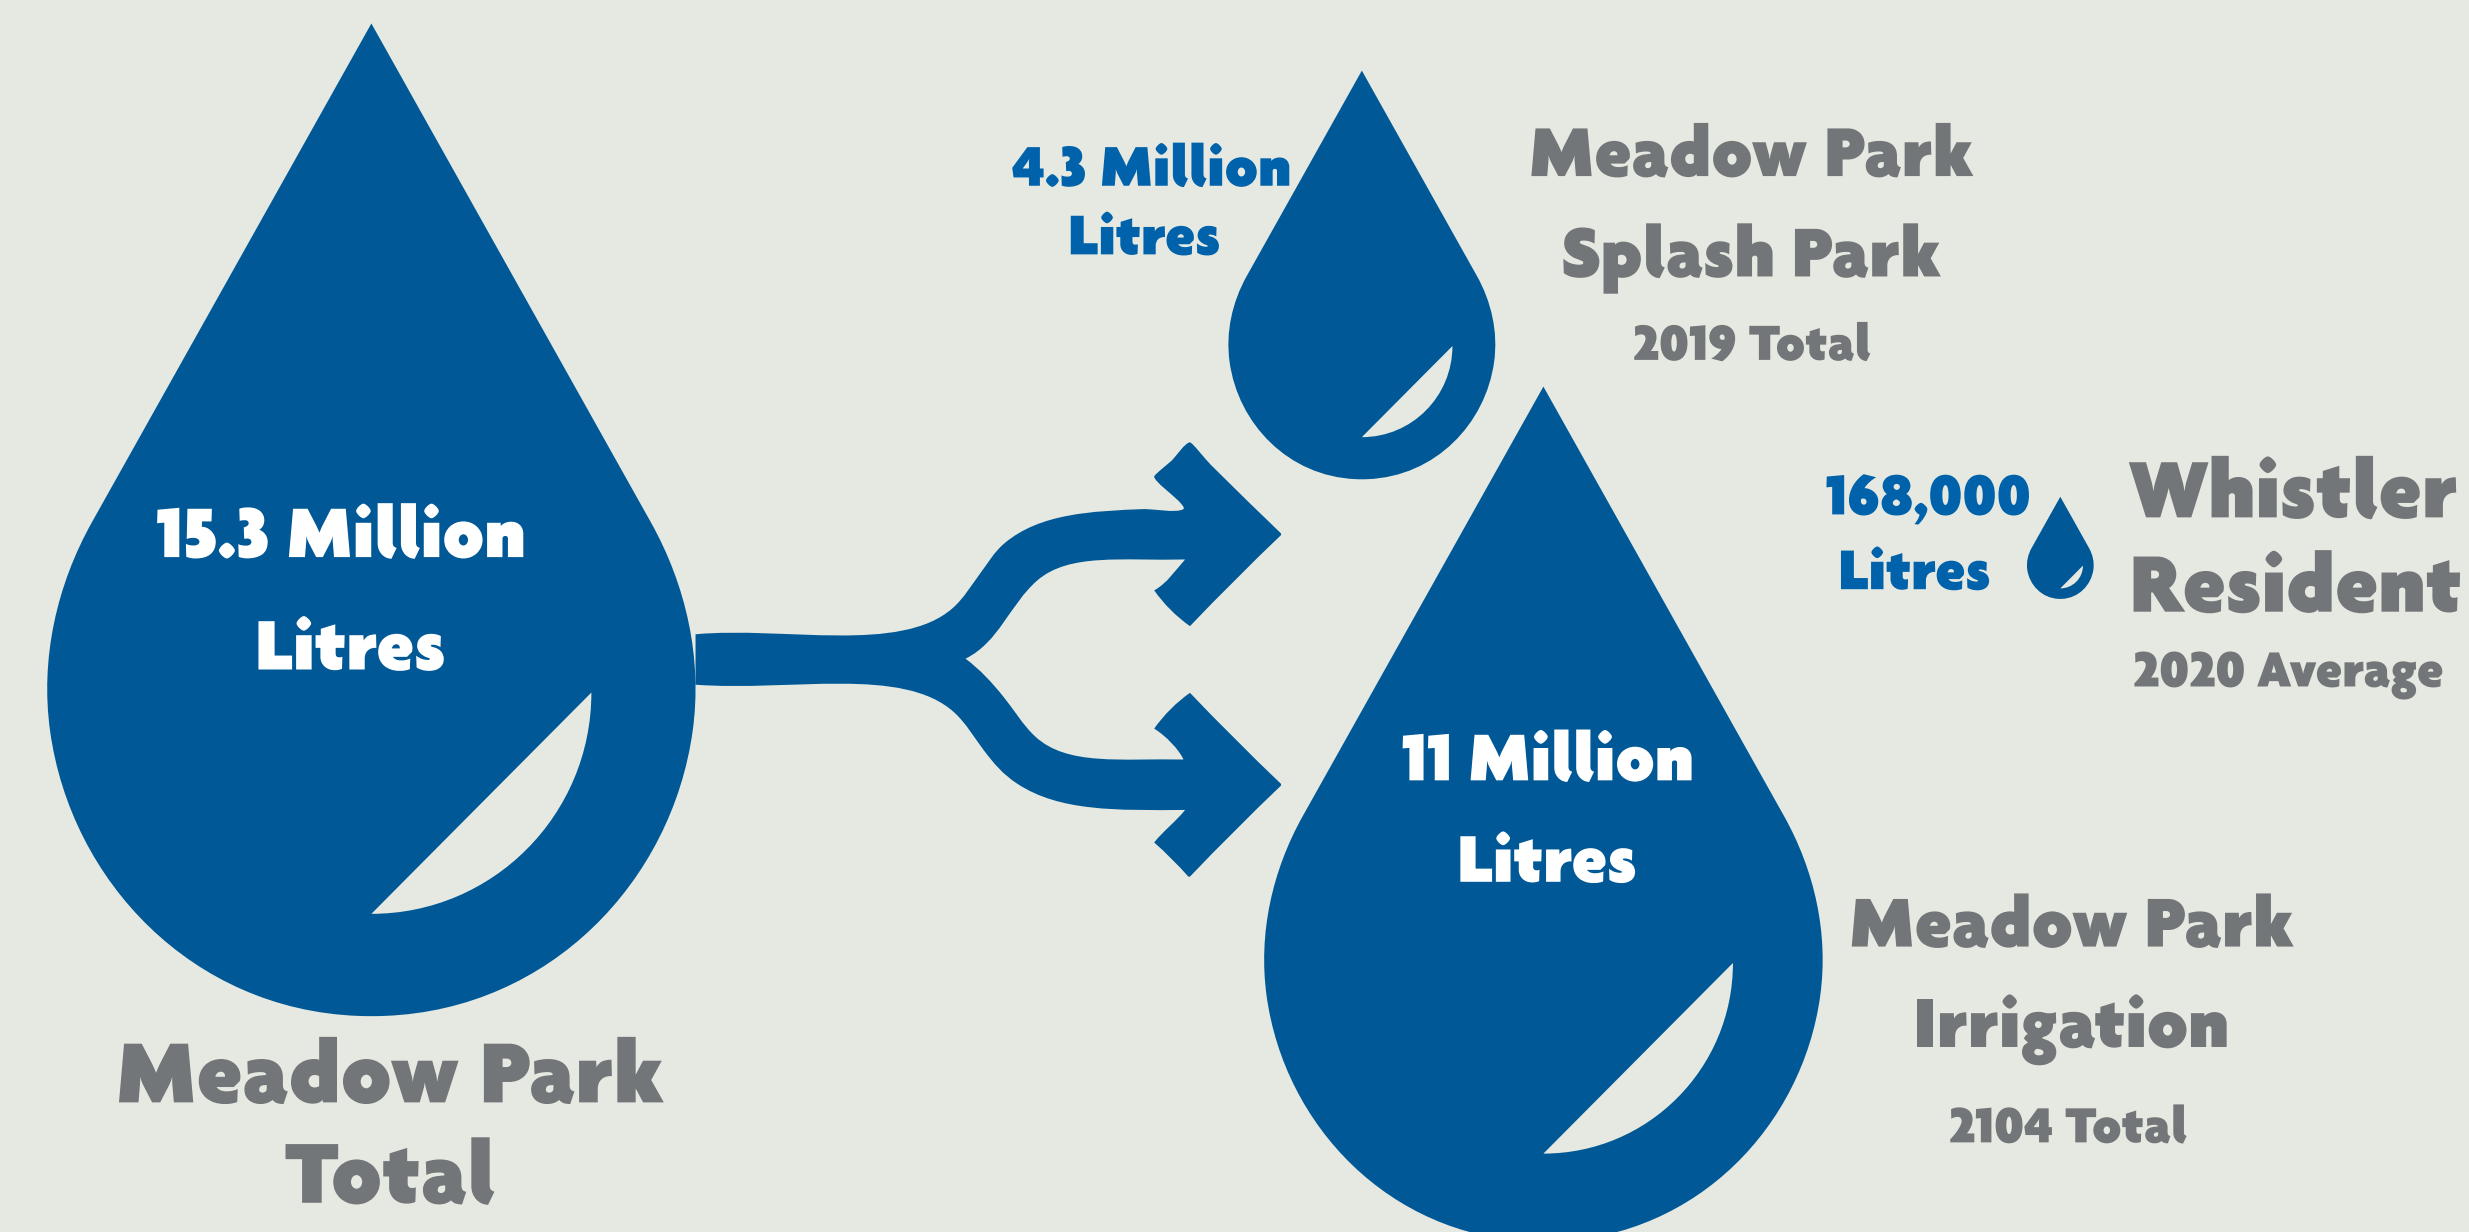 15.3 Million
Litres
Meadow Park
Total
4.3 Million
Litres
Meadow Park
Splash Park
2019 Total
168,000
Litres
Whistler
Resident
2020 Average
11 Million
Litres
Meadow Park
Irrigation
2104 Total